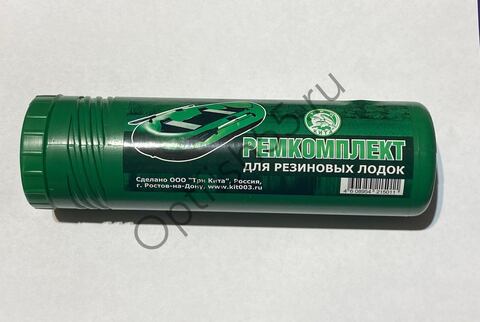 РЕМКОМПЛЕКТ
ДЛЯ РЕЗИНОВЫХ ЛОДОК
Сделано ООО "Три Кита", Россия,
г. Ростов-на-Дону, www.kit003.ru